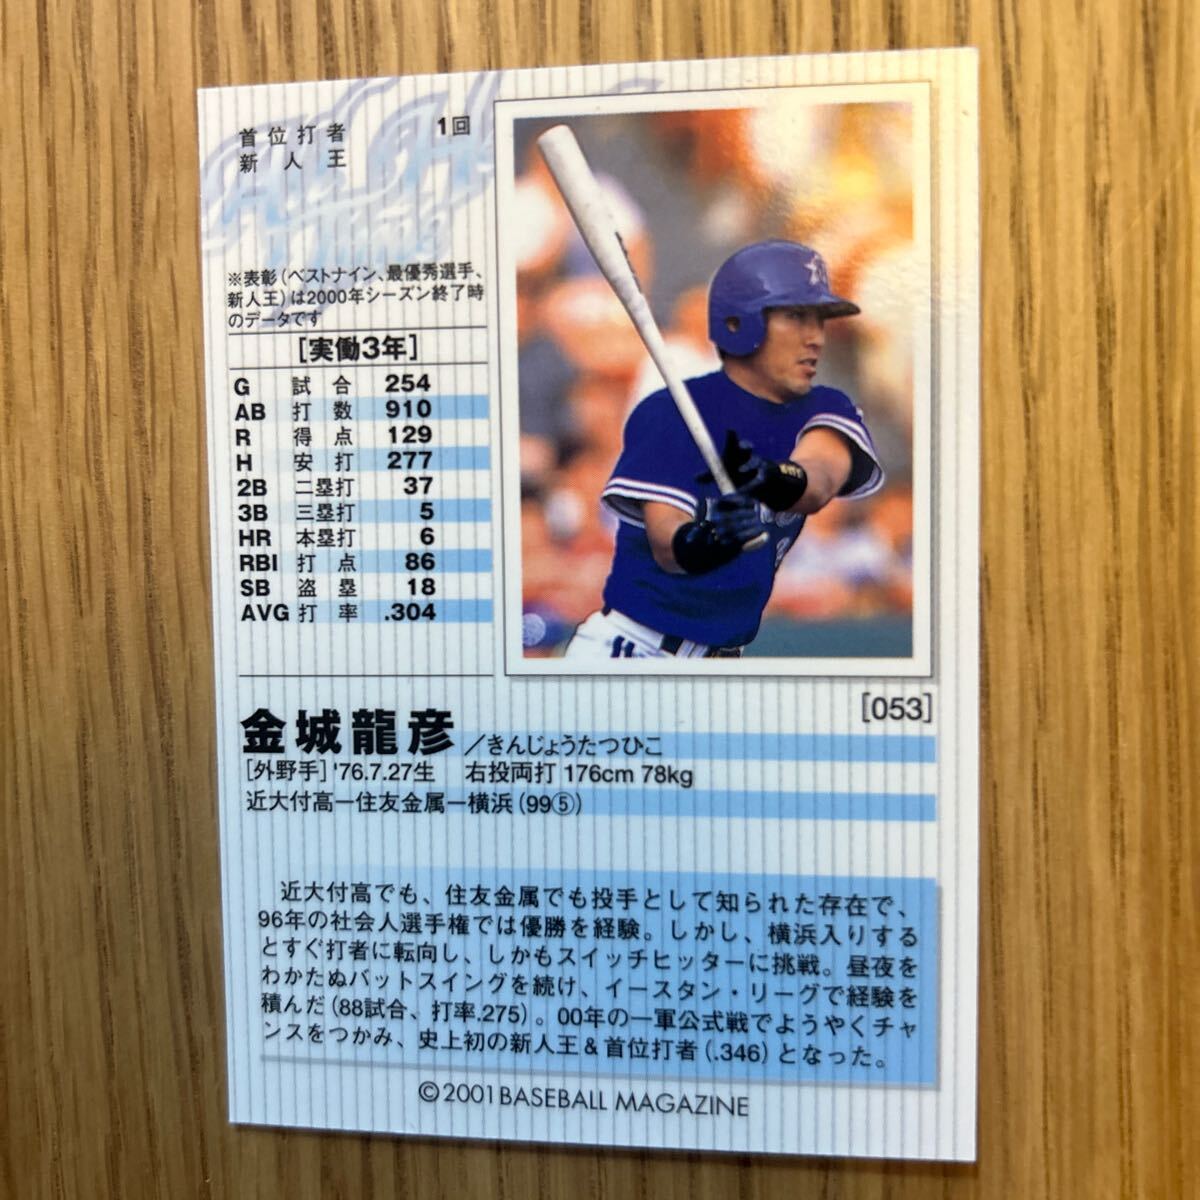 首位打者 1回
新人王
※表彰(ベストナイン、最優秀選手、
新人王)は2000年シーズン終了時
のデータです
[実働3年]
G 試合 254
AB 打数 910
R 得点 129
H 安打 277
2B 二塁打 37
3B 三塁打 5
HR 本塁打 6
RBI 打点 86
SB 盗塁 18
AVG 打率 .304
[053]
金城龍彦/きんじょうたつひこ
[外野手] '76.7.27生 右投両打 176cm 78kg
近大付高―住友金属―横浜(99⑤)
近大付高でも、住友金属でも投手として知られた存在で、
96年の社会人選手権では優勝を経験。しかし、横浜入りする
とすぐ打者に転向し、しかもスイッチヒッターに挑戦。昼夜を
わかたぬバットスイングを続け、イースタン・リーグで経験を
積んだ(88試合、打率.275)。00年の一軍公式戦でようやくチャ
ンスをつかみ、史上初の新人王&首位打者(.346)となった。
©2001 BASEBALL MAGAZINE